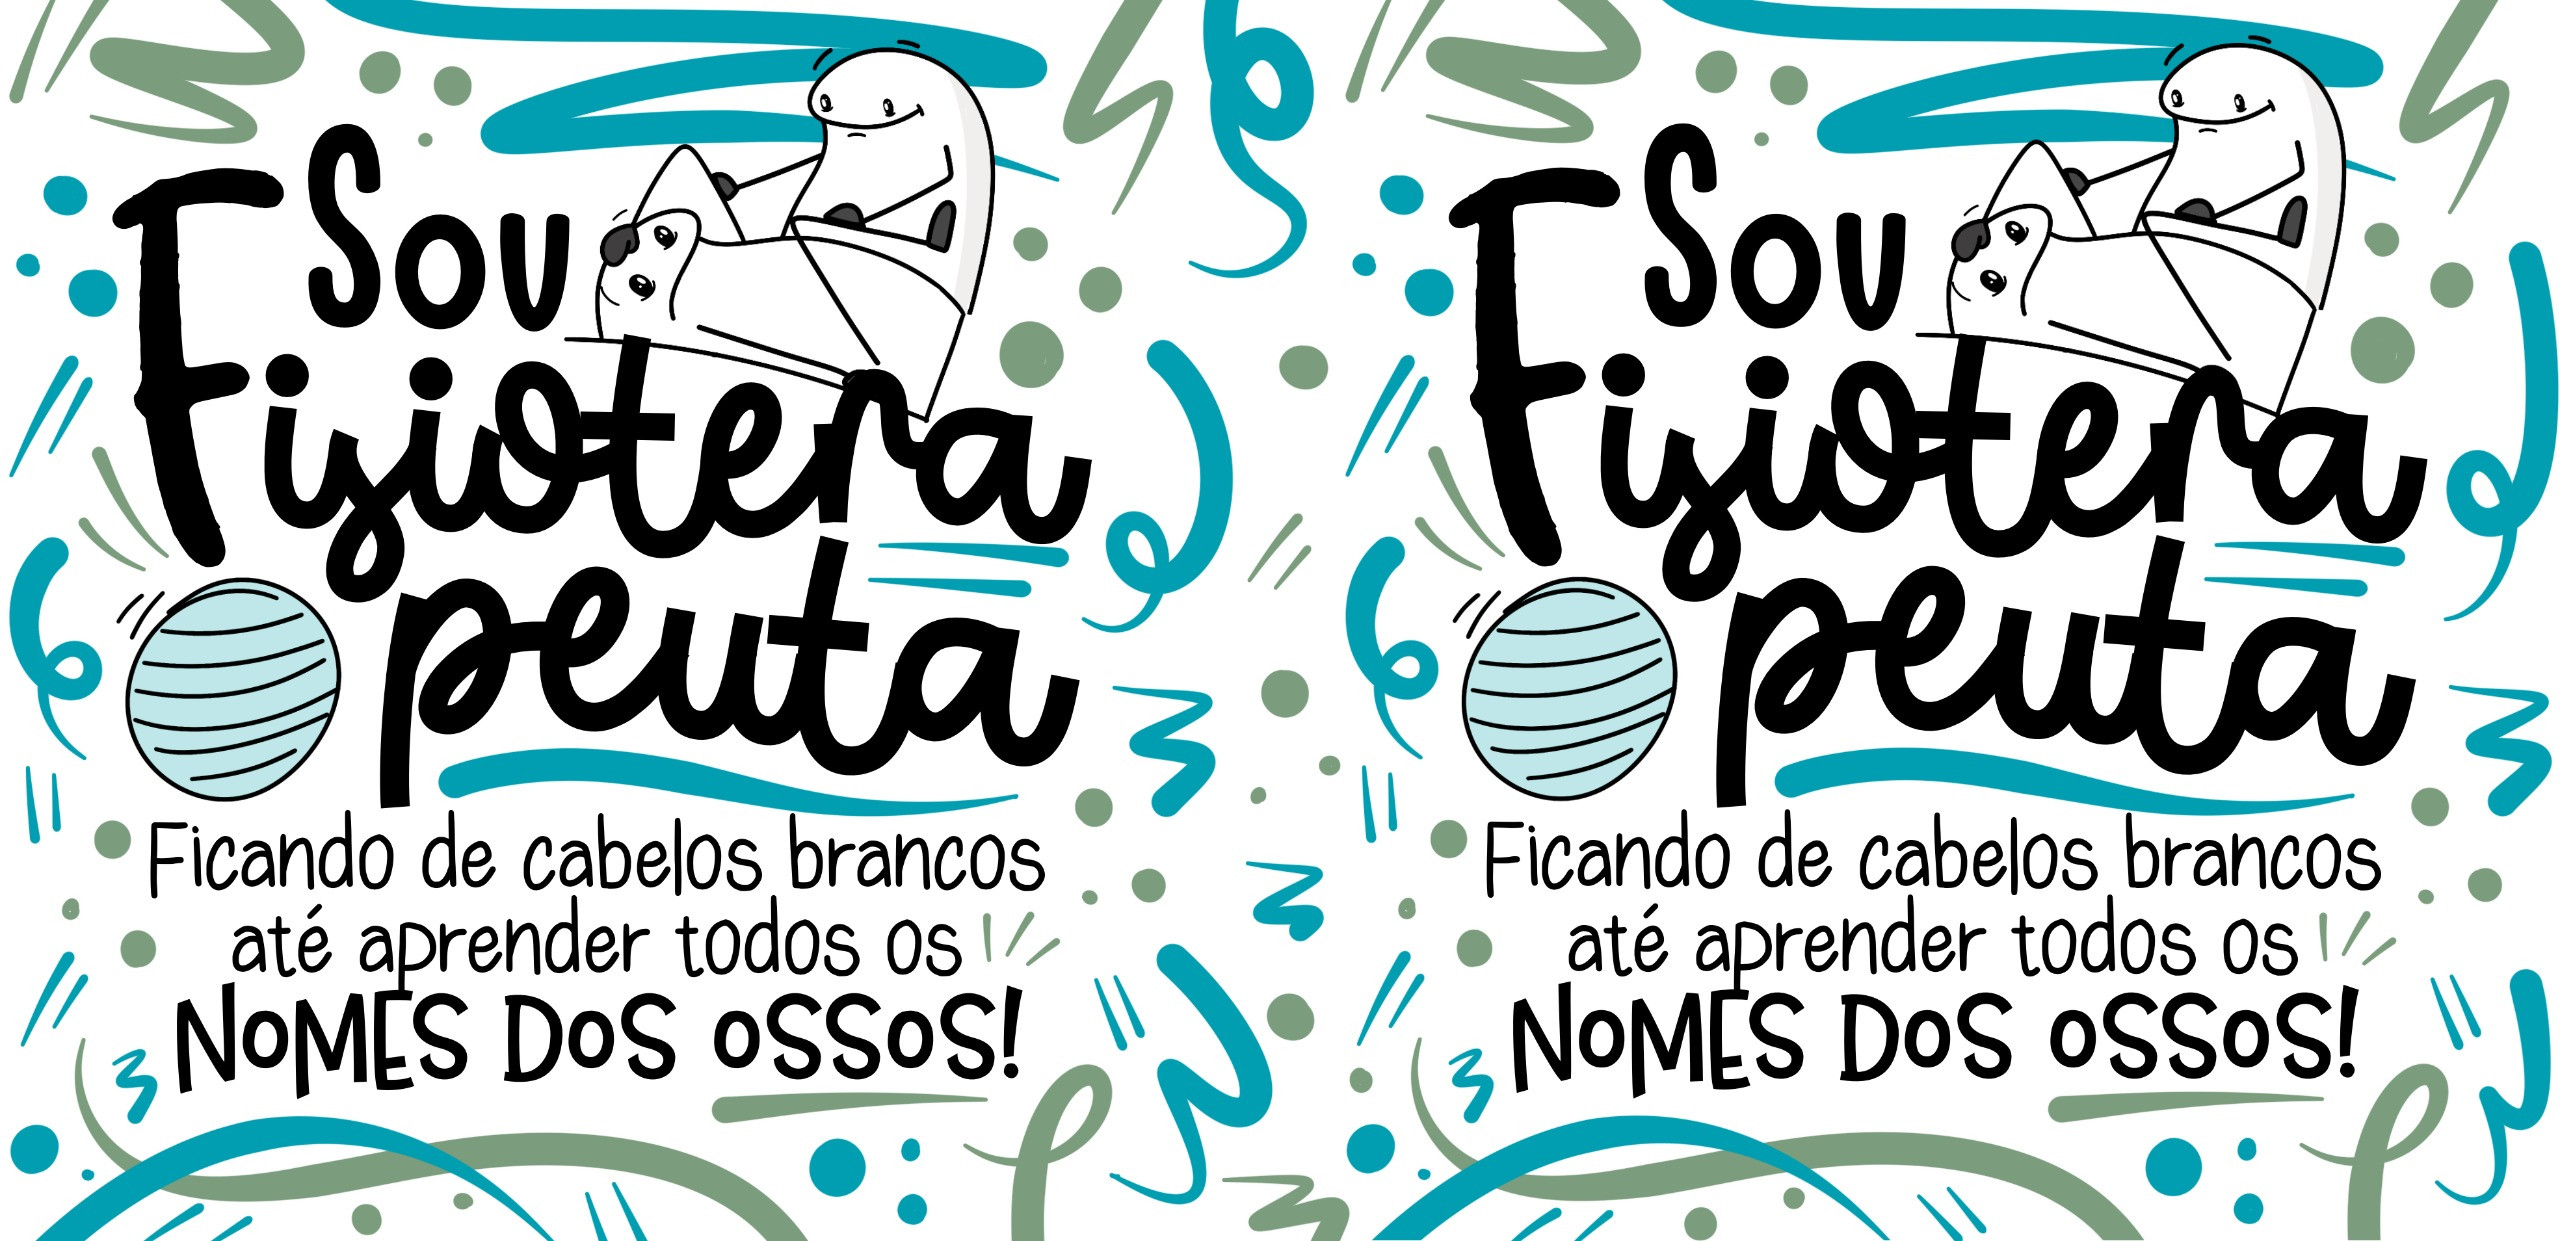 Sou
Fisiotera
peuta
Ficando de cabelos brancos
até aprender todos os
NoMES DoS oSSoS!
Sou
Fisiotera
peuta
Ficando de cabelos brancos
até aprender todos os
NoMES DoS oSSoS!